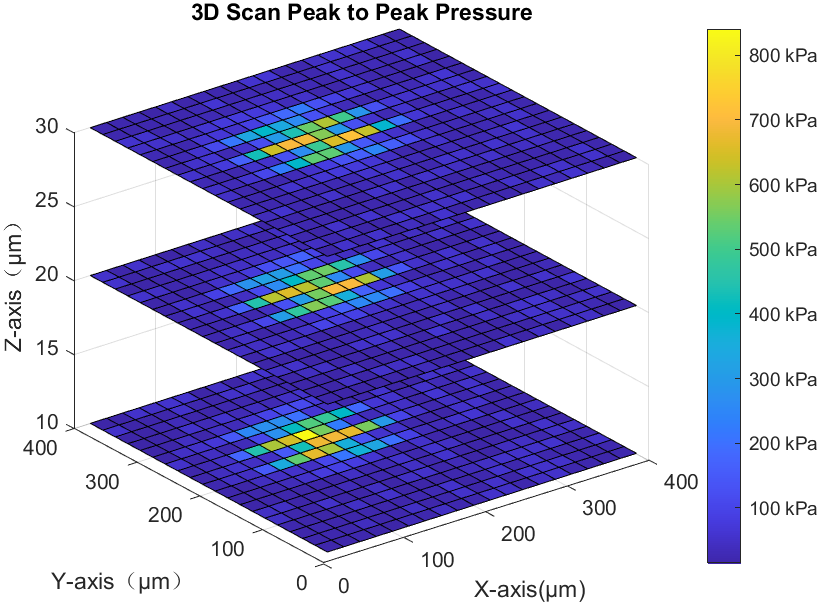 3D Scan Peak to Peak Pressure
800 kPa
700 kPa
600 kPa
500 kPa
400 kPa
300 kPa
200 kPa
100 kPa
Z-axis（μm）
30
25
20
15
10
400
300
200
100
0
Y-axis（μm）
0
100
200
300
400
X-axis(μm)